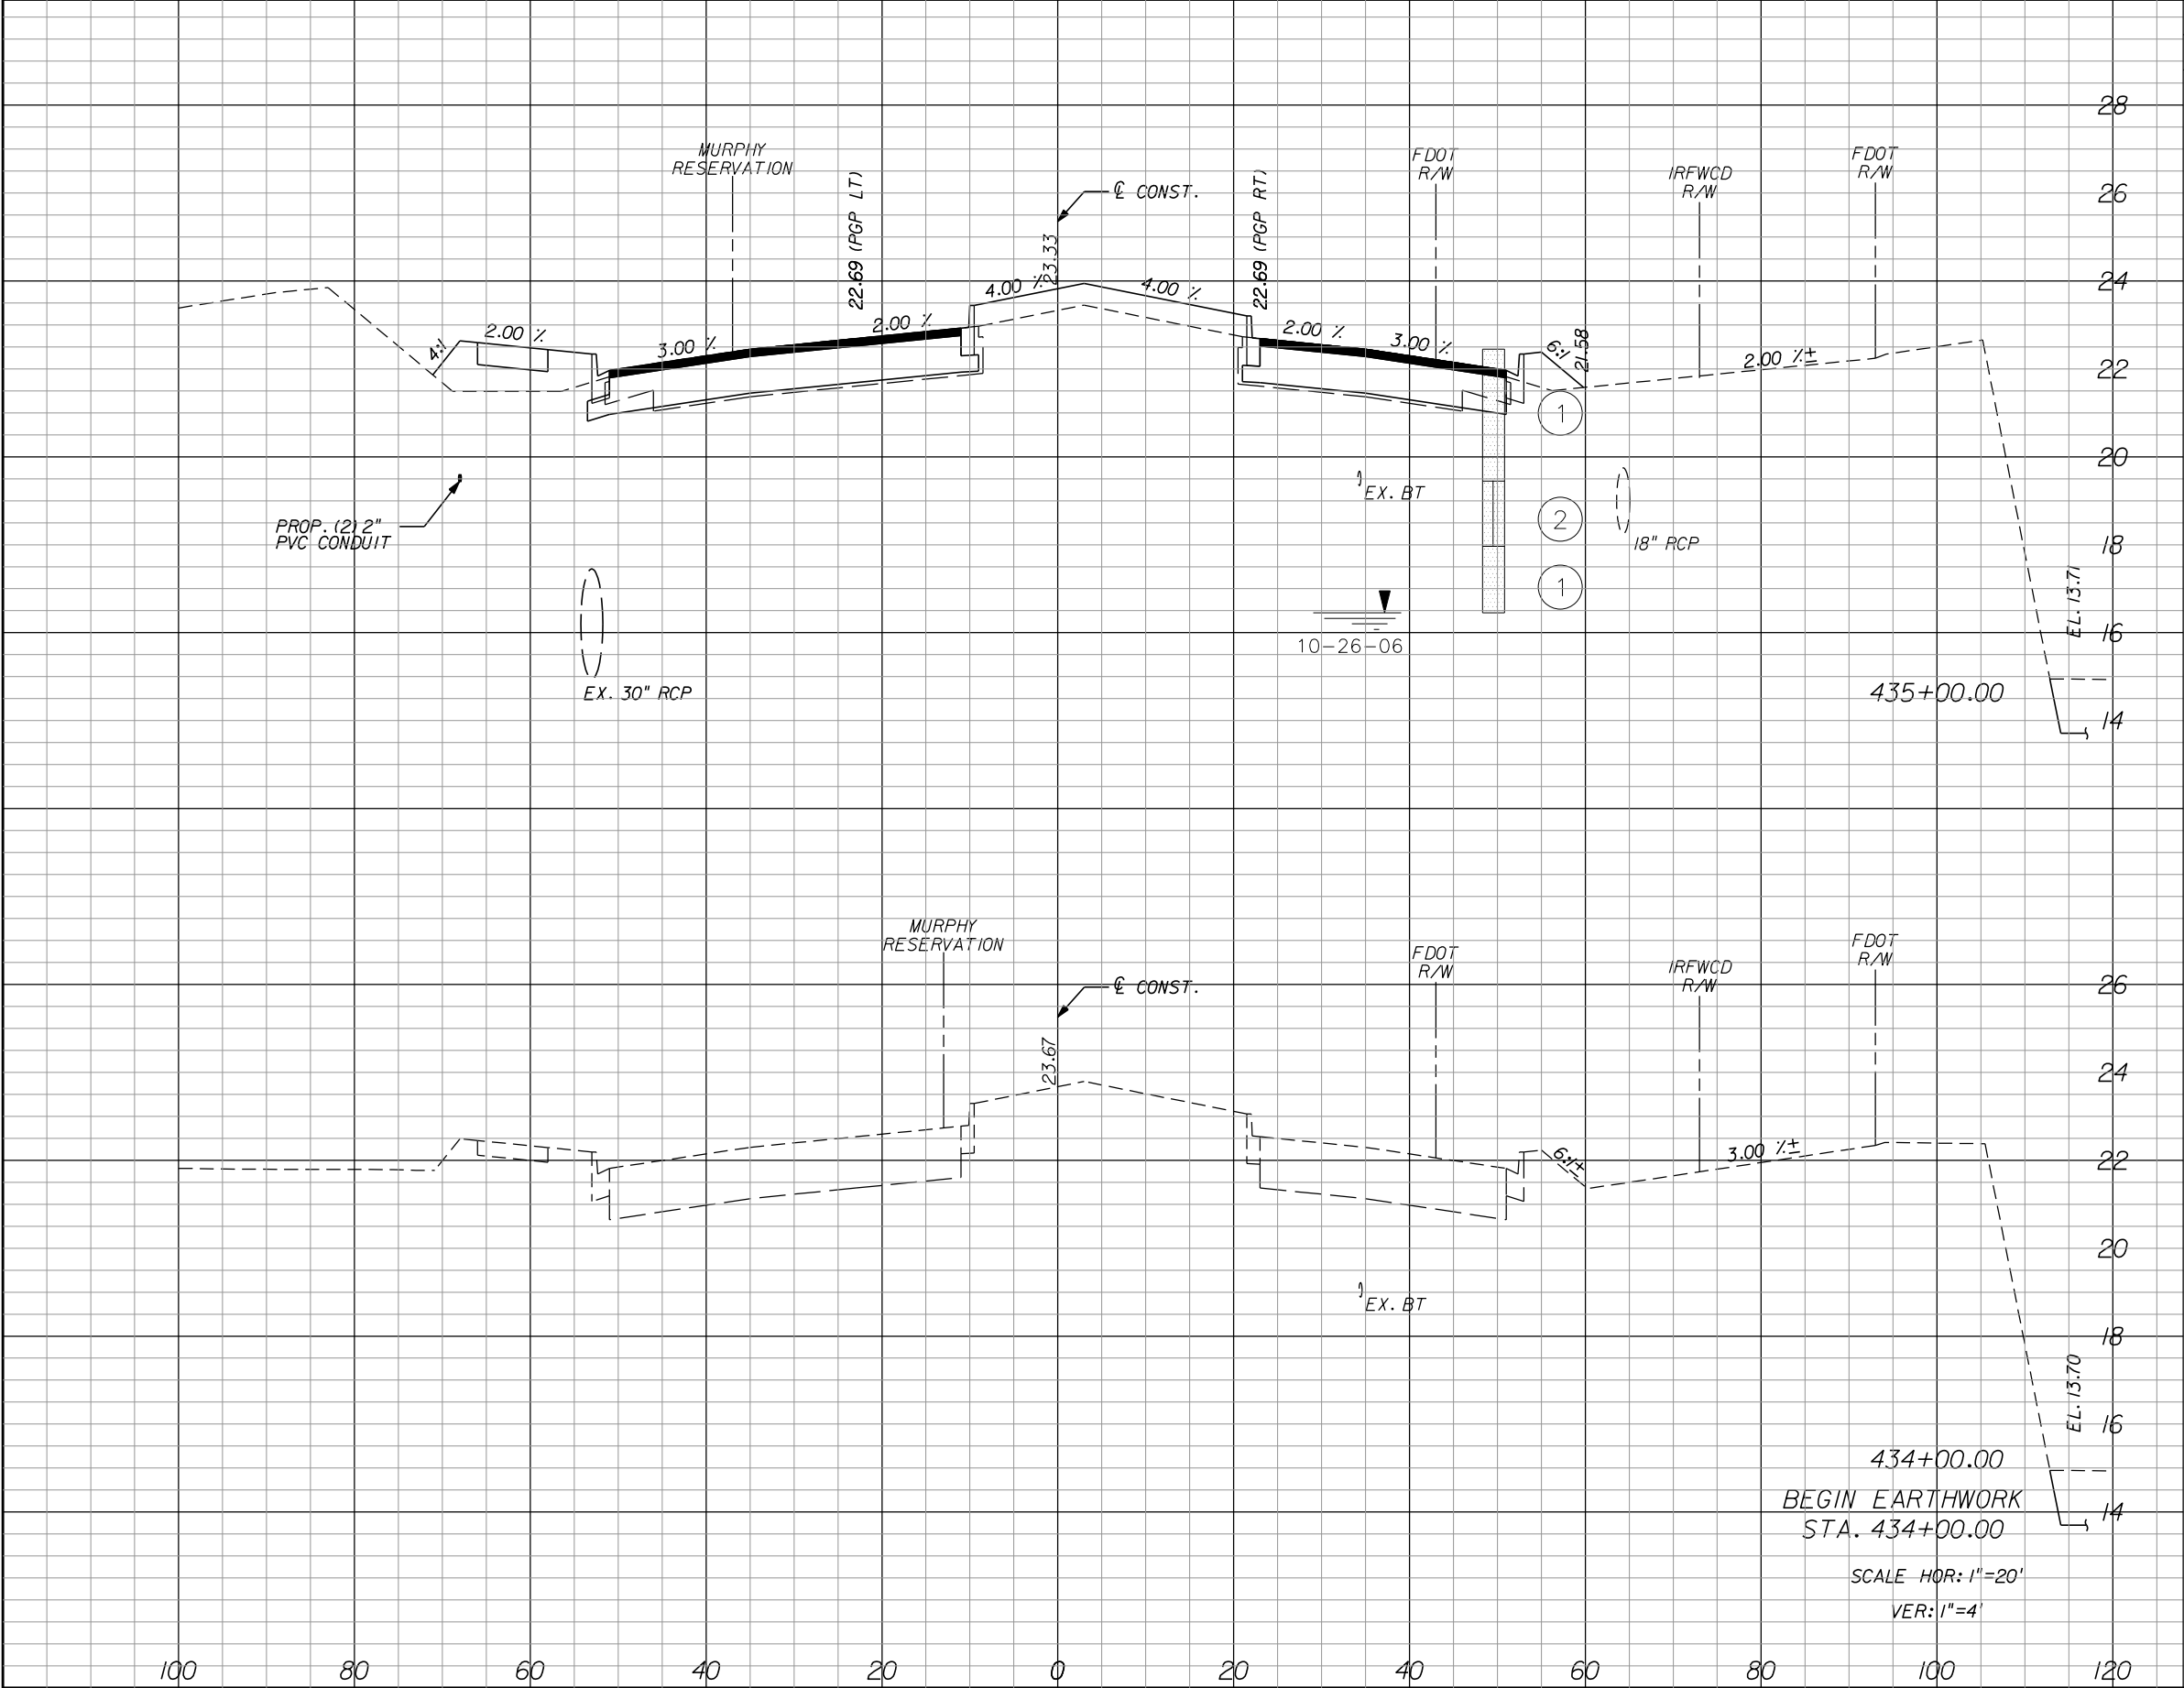 28
MURPHY
RESERVATION
FDOT
R/W
FDOT
R/W
IRFWCD
R/W
26
22.69 (PGP LT)
℄ CONST.
22.69 (PGP RT)
23.33
24
4.00 %
4.00 %
2.00 %
4:1
3.00 %
2.00 %
2.00 %
3.00 %
6:1
21.58
2.00 %±
22
1
20
EX. BT
PROP. (2) 2"
PVC CONDUIT
2
18" RCP
18
1
EL. 13.71
10-26-06
16
EX. 30" RCP
435+00.00
14
MURPHY
RESERVATION
FDOT
R/W
FDOT
R/W
IRFWCD
R/W
26
℄ CONST.
23.67
24
6:1±
3.00 %±
22
20
EX. BT
18
EL. 13.70
16
434+00.00
BEGIN EARTHWORK
14
STA. 434+00.00
SCALE HOR: 1"=20'
VER: 1"=4'
100 80 60 40 20 0 20 40 60 80 100 120